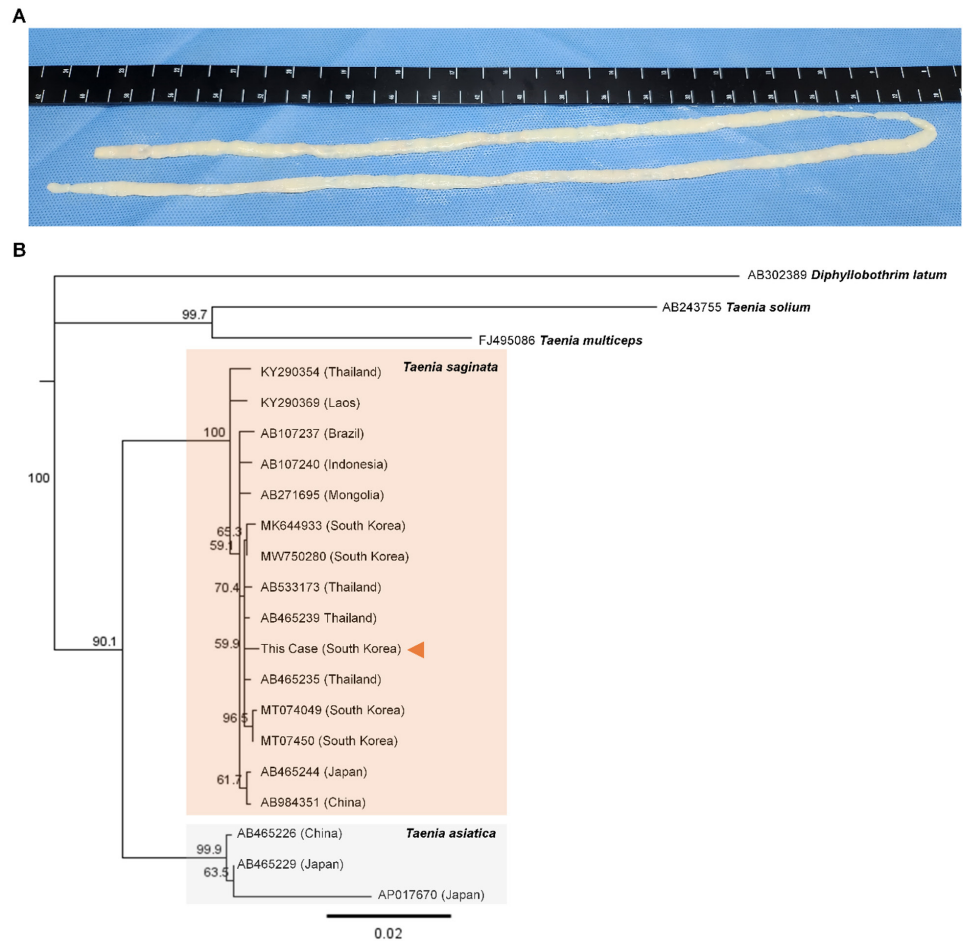 A
B
AB302389 Diphyllobothrim latum
AB243755 Taenia solium
99.7
FJ495086 Taenia multiceps
Taenia saginata
KY290354 (Thailand)
KY290369 (Laos)
100
AB107237 (Brazil)
AB107240 (Indonesia)
100
AB271695 (Mongolia)
65.3
MK644933 (South Korea)
59.1
MW750280 (South Korea)
70.4
AB533173 (Thailand)
AB465239 Thailand)
90.1
59.9
This Case (South Korea)
AB465235 (Thailand)
96.5
MT074049 (South Korea)
MT07450 (South Korea)
61.7
AB465244 (Japan)
AB984351 (China)
AB465226 (China)
Taenia asiatica
99.9
AB465229 (Japan)
63.5
AP017670 (Japan)
0.02